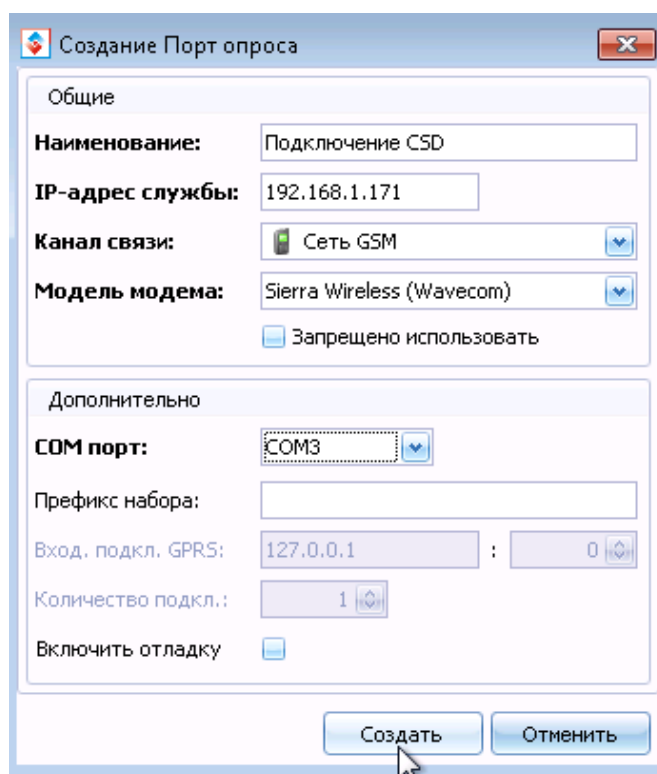 Создание Порт опроса
Общие
Наименование: Подключение CSD
IP-адрес службы: 192.168.1.171
Канал связи: Сеть GSM
Модель модема: Sierra Wireless (Wavecom)
Запрещено использовать
Дополнительно
COM порт: COM3
Префикс набора:
Вход. подкл. GPRS: 127.0.0.1 : 0
Количество подкл.: 1
Включить отладку
Создать Отменить